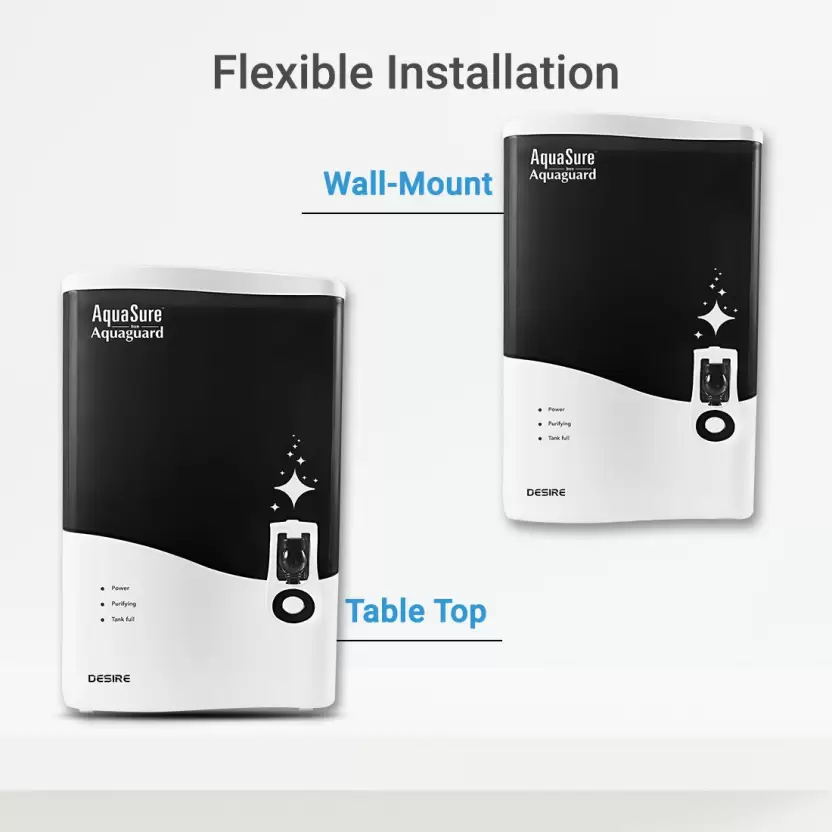 Flexible Installation
Wall-Mount
AquaSure
from
Aquaguard
Power
Purifying
Tank full
DESIRE
AquaSure
from
Aquaguard
Power
Purifying
Tank full
DESIRE
Table Top